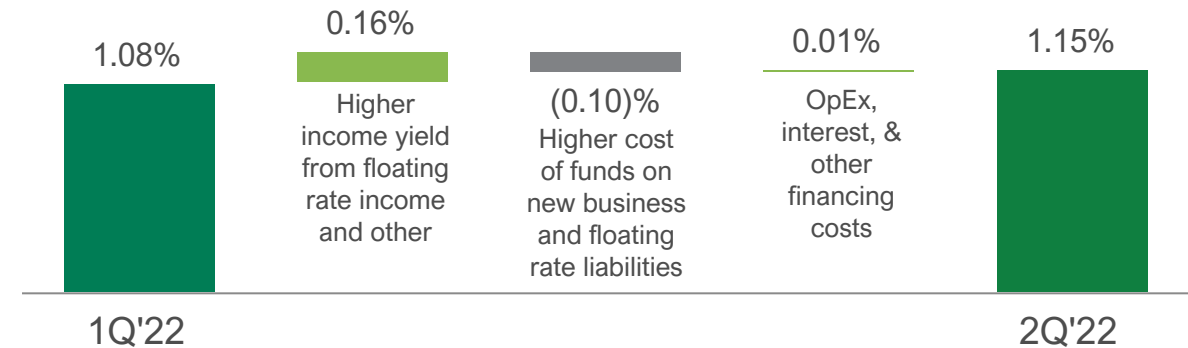 1.08%
0.16%
Higher
income yield
from floating
rate income
and other
(0.10)%
Higher cost
of funds on
new business
and floating
rate liabilities
0.01%
OpEx,
interest, &
other
financing
costs
1.15%
1Q'22
2Q'22